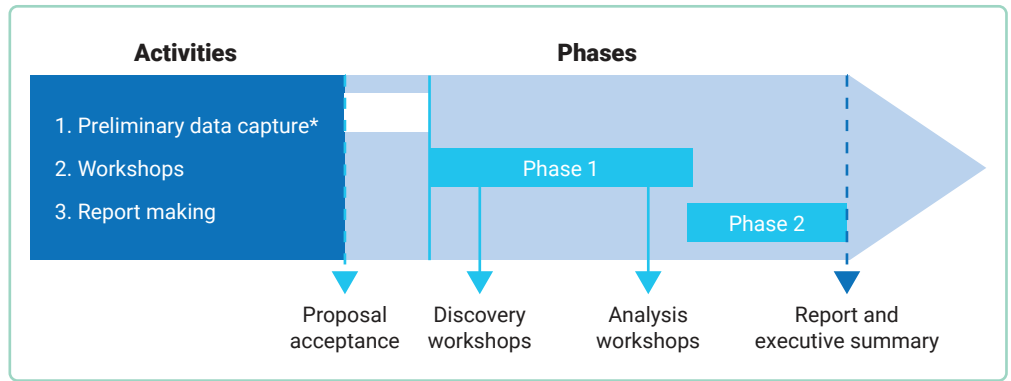 Activities
Phases
1. Preliminary data capture*
2. Workshops
3. Report making
Phase 1
Phase 2
Proposal
acceptance
Discovery
workshops
Analysis
workshops
Report and
executive summary